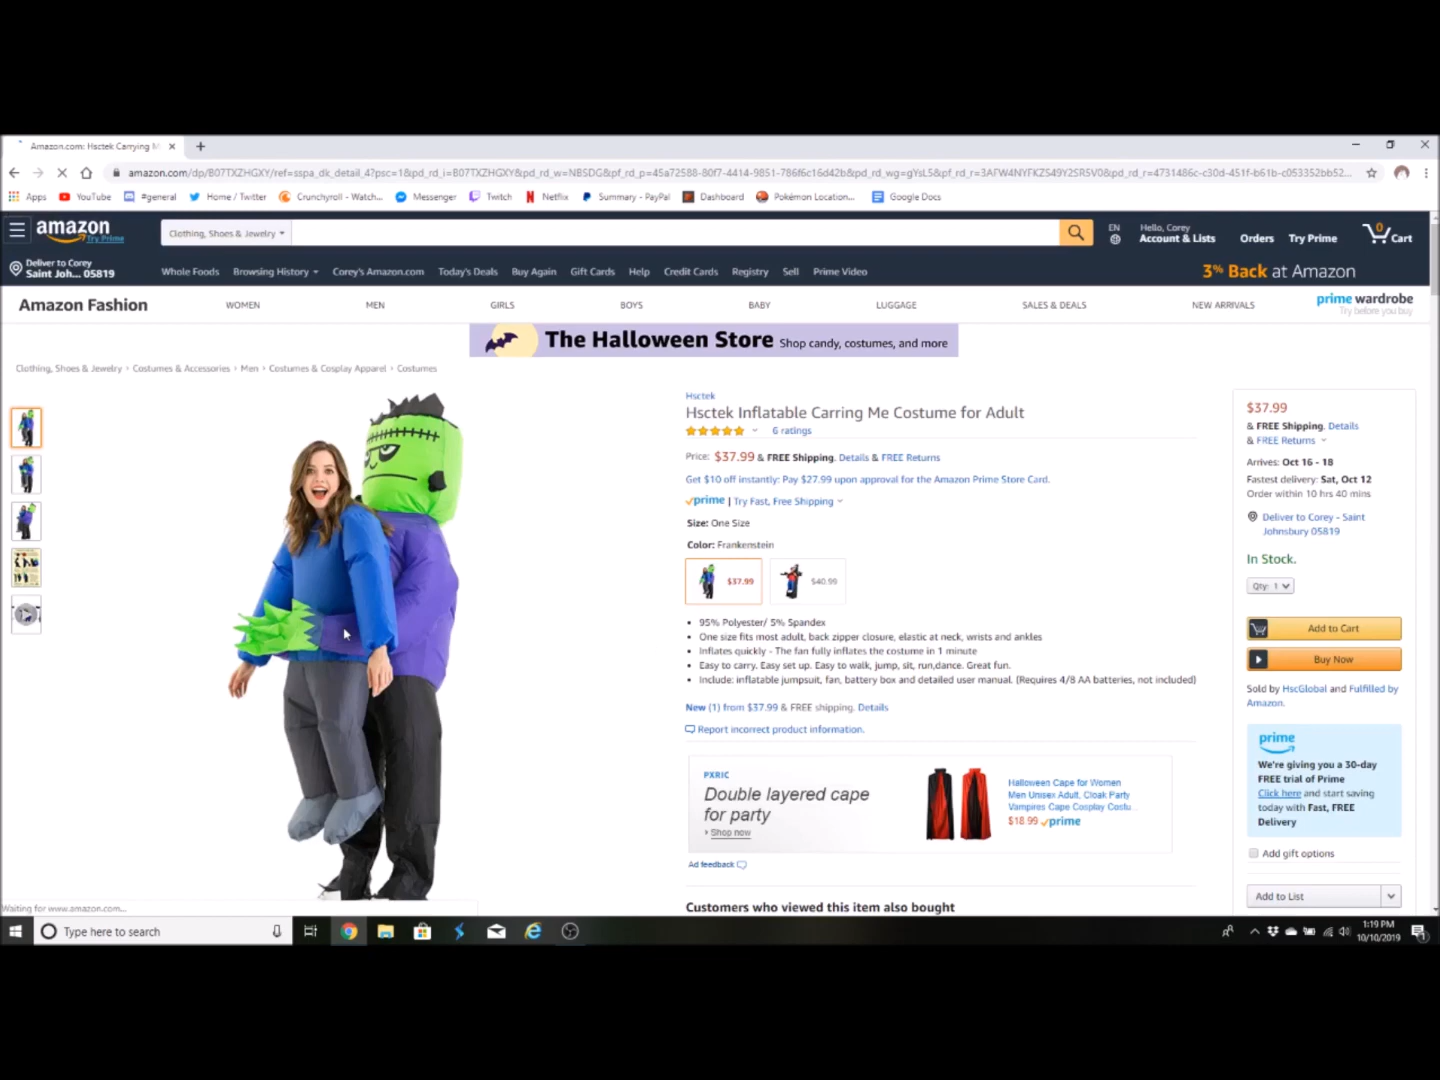 Amazon.com: Hsctek Carrying M
amazon.com/dp/B07TXZHGXY/ref=sspa_dk_detail_4?psc=1&pd_rd_i=B07TXZHGXY&pd_rd_w=NBSDG&pf_rd_p=45a72588-80f7-4414-9851-786f6c16d42b&pd_rd_wg=gYsL5&pf_rd_r=3AFW4NYFKZS49Y2SR5V0&pd_rd_r=4731486c-c30d-451f-b61b-c053352bb52...
Apps YouTube #general Home / Twitter Crunchyroll - Watch... Messenger Twitch Netflix Summary - PayPal Dashboard Pokémon Location... Google Docs
amazon
Try Prime
Clothing, Shoes & Jewelry
EN
Hello, Corey
Account & Lists
Orders
Try Prime
0
Cart
Deliver to Corey
Saint Joh... 05819
Whole Foods Browsing History Corey's Amazon.com Today's Deals Buy Again Gift Cards Help Credit Cards Registry Sell Prime Video
3% Back at Amazon
Amazon Fashion WOMEN MEN GIRLS BOYS BABY LUGGAGE SALES & DEALS NEW ARRIVALS
prime wardrobe
Try before you buy
The Halloween Store Shop candy, costumes, and more
Clothing, Shoes & Jewelry › Costumes & Accessories › Men › Costumes & Cosplay Apparel › Costumes
Hsctek
Hsctek Inflatable Carring Me Costume for Adult
6 ratings
Price: $37.99 & FREE Shipping. Details & FREE Returns
Get $10 off instantly: Pay $27.99 upon approval for the Amazon Prime Store Card.
prime | Try Fast, Free Shipping
Size: One Size
Color: Frankenstein
$37.99
$40.99
• 95% Polyester/ 5% Spandex
• One size fits most adult, back zipper closure, elastic at neck, wrists and ankles
• Inflates quickly - The fan fully inflates the costume in 1 minute
• Easy to carry. Easy set up. Easy to walk, jump, sit, run,dance. Great fun.
• Include: inflatable jumpsuit, fan, battery box and detailed user manual. (Requires 4/8 AA batteries, not included)
New (1) from $37.99 & FREE shipping. Details
Report incorrect product information.
PXRIC
Double layered cape
for party
› Shop now
Halloween Cape for Women
Men Unisex Adult, Cloak Party
Vampires Cape Cosplay Costu...
$18.99 prime
Ad feedback
Customers who viewed this item also bought
$37.99
& FREE Shipping. Details
& FREE Returns
Arrives: Oct 16 - 18
Fastest delivery: Sat, Oct 12
Order within 10 hrs 40 mins
Deliver to Corey - Saint
Johnsbury 05819
In Stock.
Qty: 1
Add to Cart
Buy Now
Sold by HscGlobal and Fulfilled by
Amazon.
prime
We're giving you a 30-day
FREE trial of Prime
Click here and start saving
today with Fast, FREE
Delivery
Add gift options
Add to List
Waiting for www.amazon.com...
Type here to search
1:19 PM
10/10/2019